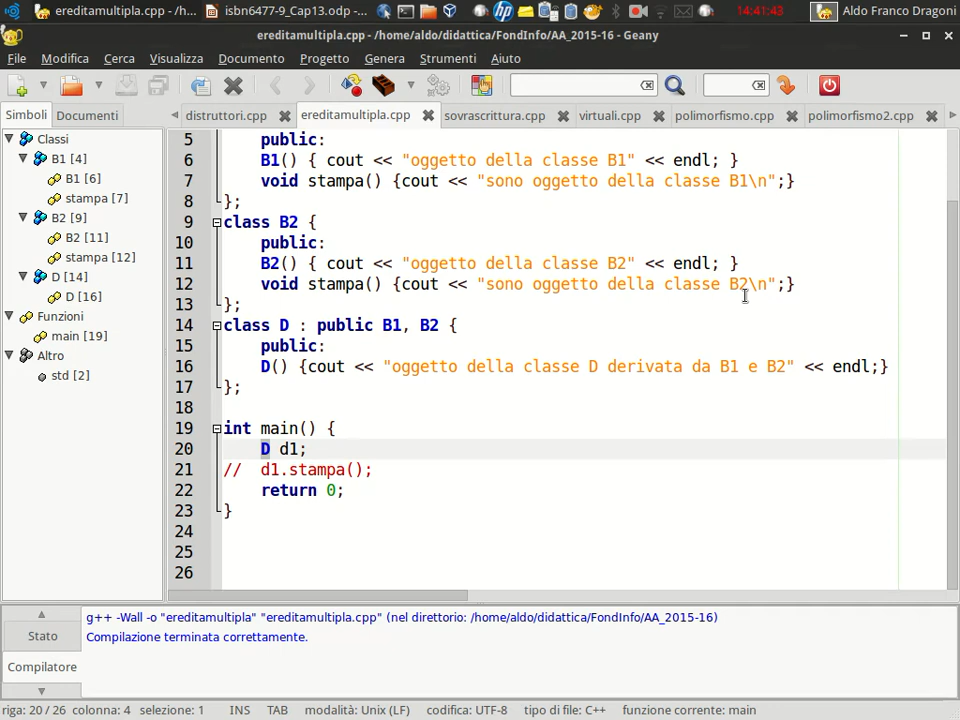 ereditamultipla.cpp - /h... isbn6477-9_Cap13.odp -... 14:41:43 Aldo Franco Dragoni
ereditamultipla.cpp - /home/aldo/didattica/FondInfo/AA_2015-16 - Geany
File Modifica Cerca Visualizza Documento Progetto Genera Strumenti Aiuto
Simboli Documenti distruttori.cpp ereditamultipla.cpp sovrascrittura.cpp virtuali.cpp polimorfismo.cpp polimorfismo2.cpp
Classi
B1 [4]
B1 [6]
stampa [7]
B2 [9]
B2 [11]
stampa [12]
D [14]
D [16]
Funzioni
main [19]
Altro
std [2]
5 public:
6 B1() { cout << "oggetto della classe B1" << endl; }
7 void stampa() {cout << "sono oggetto della classe B1\n";}
8 };
9 class B2 {
10 public:
11 B2() { cout << "oggetto della classe B2" << endl; }
12 void stampa() {cout << "sono oggetto della classe B2\n";}
13 };
14 class D : public B1, B2 {
15 public:
16 D() {cout << "oggetto della classe D derivata da B1 e B2" << endl;}
17 };
18
19 int main() {
20 D d1;
21 // d1.stampa();
22 return 0;
23 }
24
25
26
Stato
Compilatore
g++ -Wall -o "ereditamultipla" "ereditamultipla.cpp" (nel direttorio: /home/aldo/didattica/FondInfo/AA_2015-16)
Compilazione terminata correttamente.
riga: 20 / 26 colonna: 4 selezione: 1 INS TAB modalità: Unix (LF) codifica: UTF-8 tipo di file: C++ funzione corrente: main